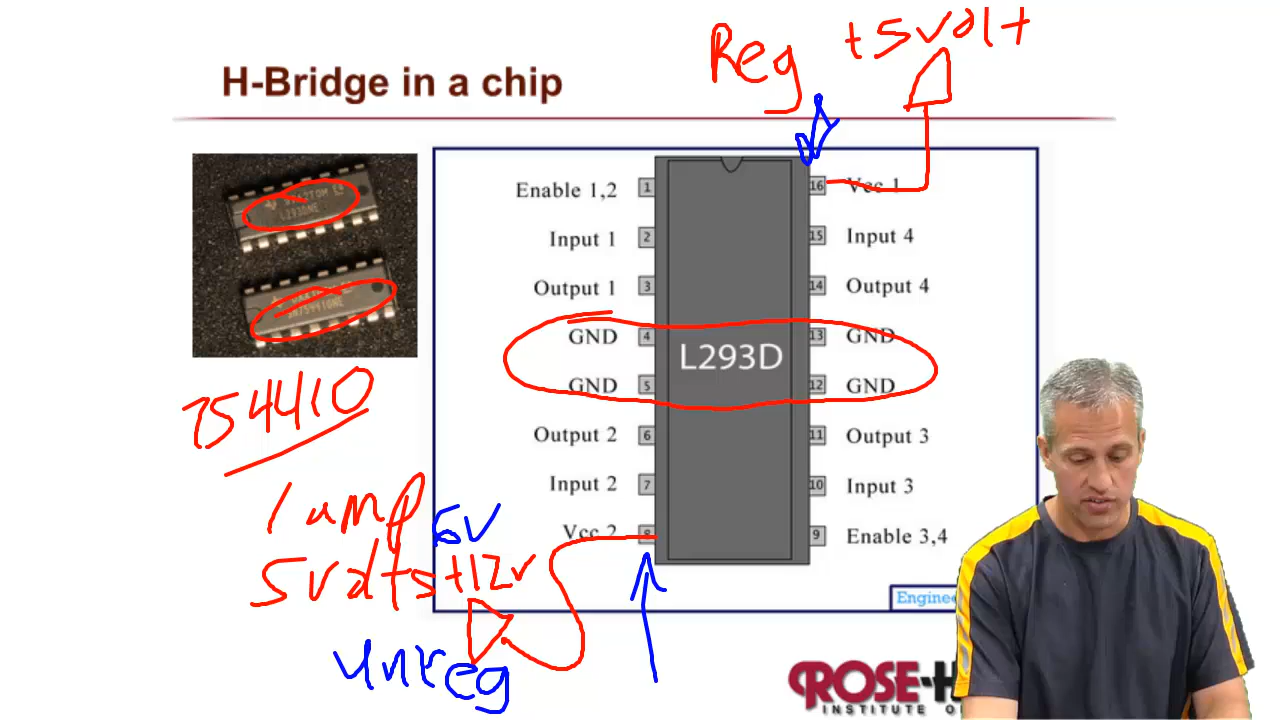 Reg +5volt
H-Bridge in a chip
Enable 1,2 1 16 Vcc 1
Input 1 2 15 Input 4
Output 1 3 14 Output 4
GND 4 13 GND
L293D
GND 5 12 GND
Output 2 6 11 Output 3
Input 2 7 10 Input 3
Vcc 2 8 9 Enable 3,4
L293DNE
754410
1 amp
6V
5volts +12v
unreg
Enginee
ROSE-H
INSTITUTE O